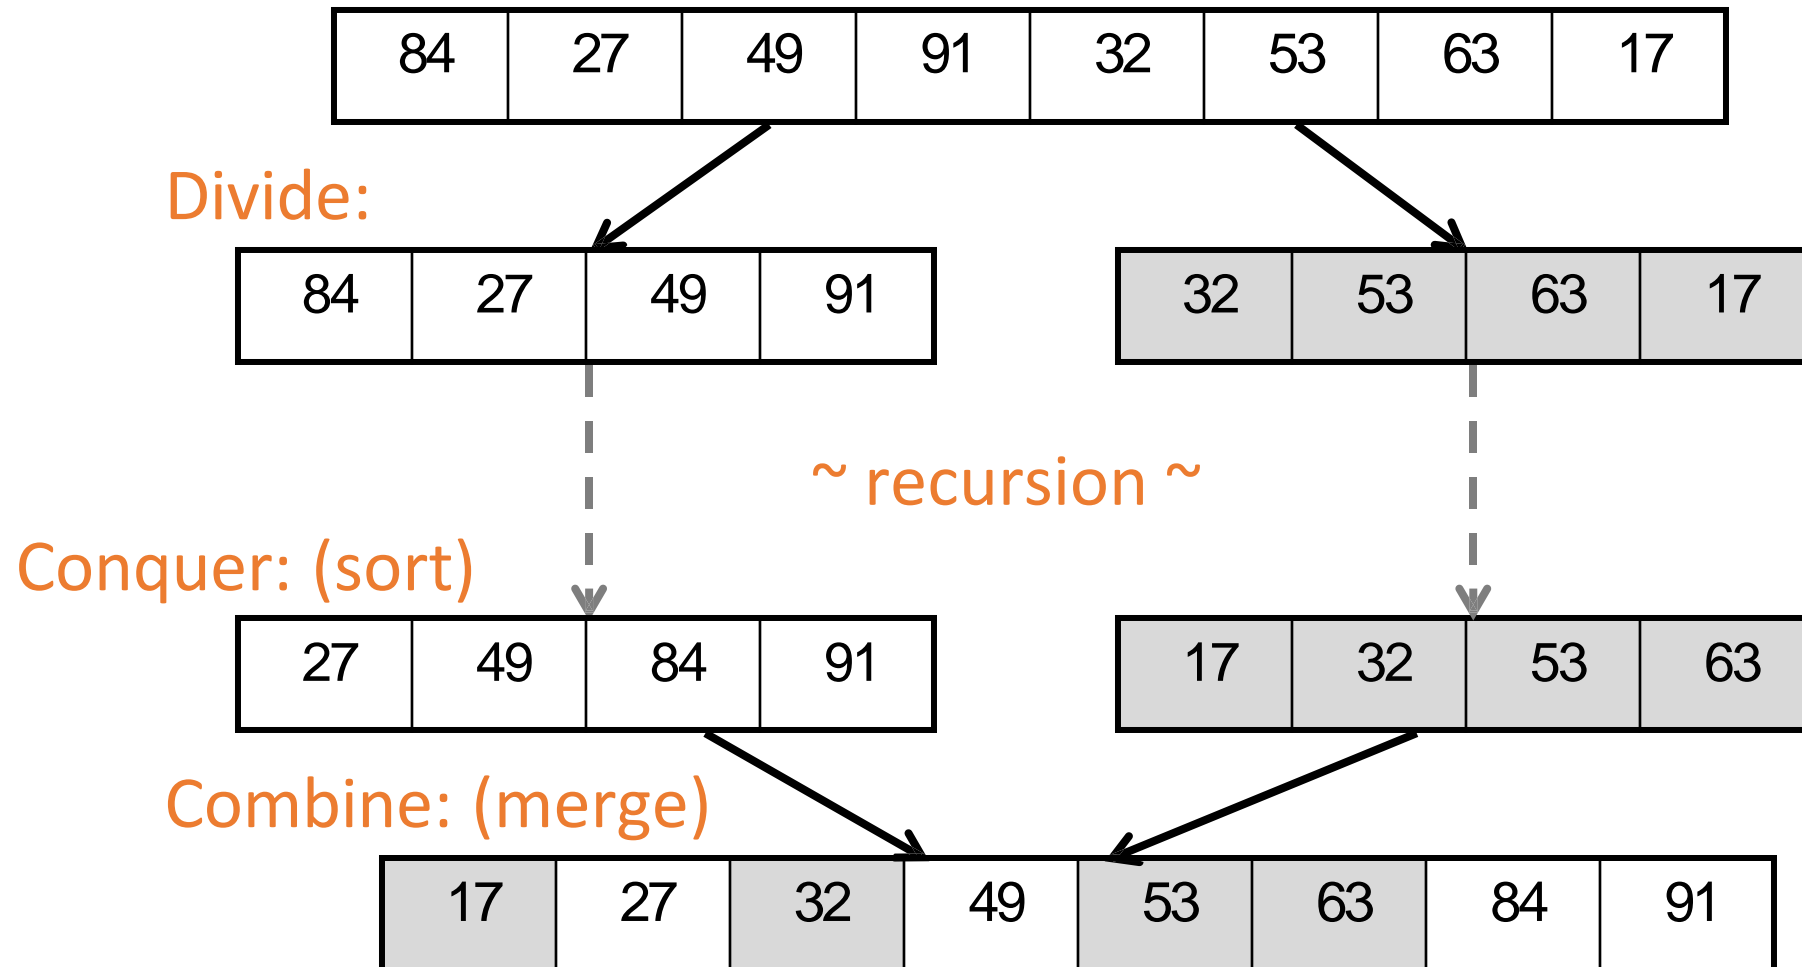 84 27 49 91 32 53 63 17
Divide:
84 27 49 91 32 53 63 17
~ recursion ~
Conquer: (sort)
27 49 84 91 17 32 53 63
Combine: (merge)
17 27 32 49 53 63 84 91